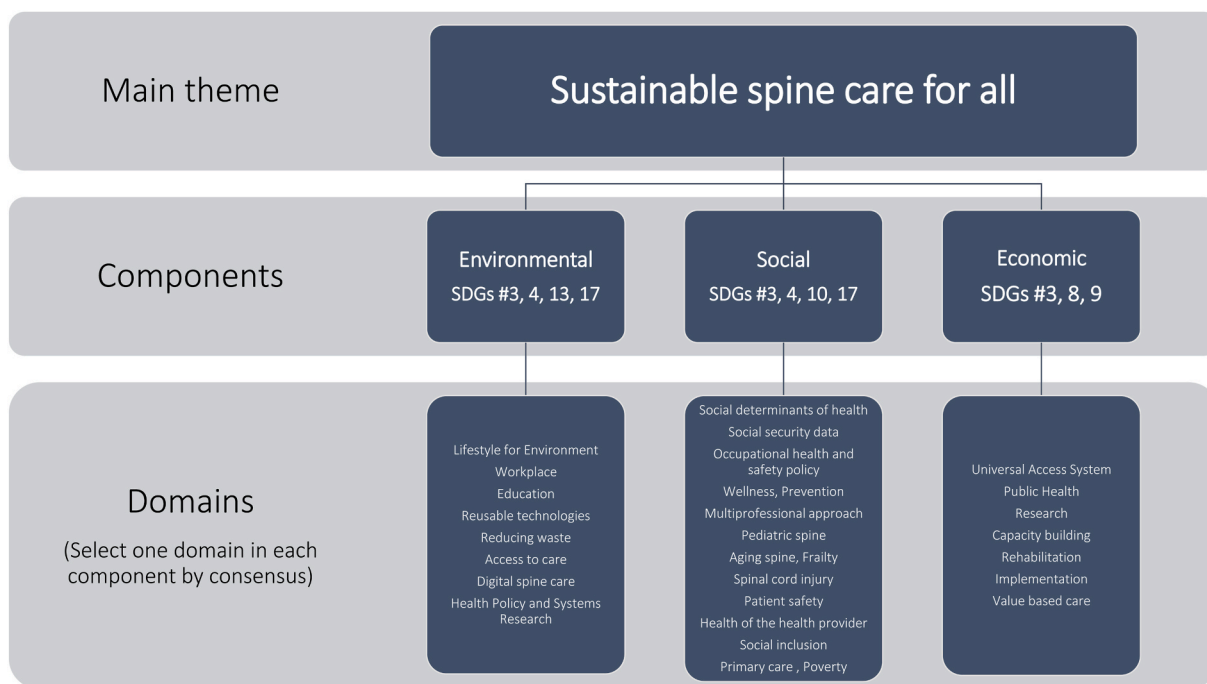 Main theme
Sustainable spine care for all
Components
Environmental
SDGs #3, 4, 13, 17
Social
SDGs #3, 4, 10, 17
Economic
SDGs #3, 8, 9
Domains
(Select one domain in each
component by consensus)
Lifestyle for Environment
Workplace
Education
Reusable technologies
Reducing waste
Access to care
Digital spine care
Health Policy and Systems
Research
Social determinants of health
Social security data
Occupational health and
safety policy
Wellness, Prevention
Multiprofessional approach
Pediatric spine
Aging spine, Frailty
Spinal cord injury
Patient safety
Health of the health provider
Social inclusion
Primary care , Poverty
Universal Access System
Public Health
Research
Capacity building
Rehabilitation
Implementation
Value based care